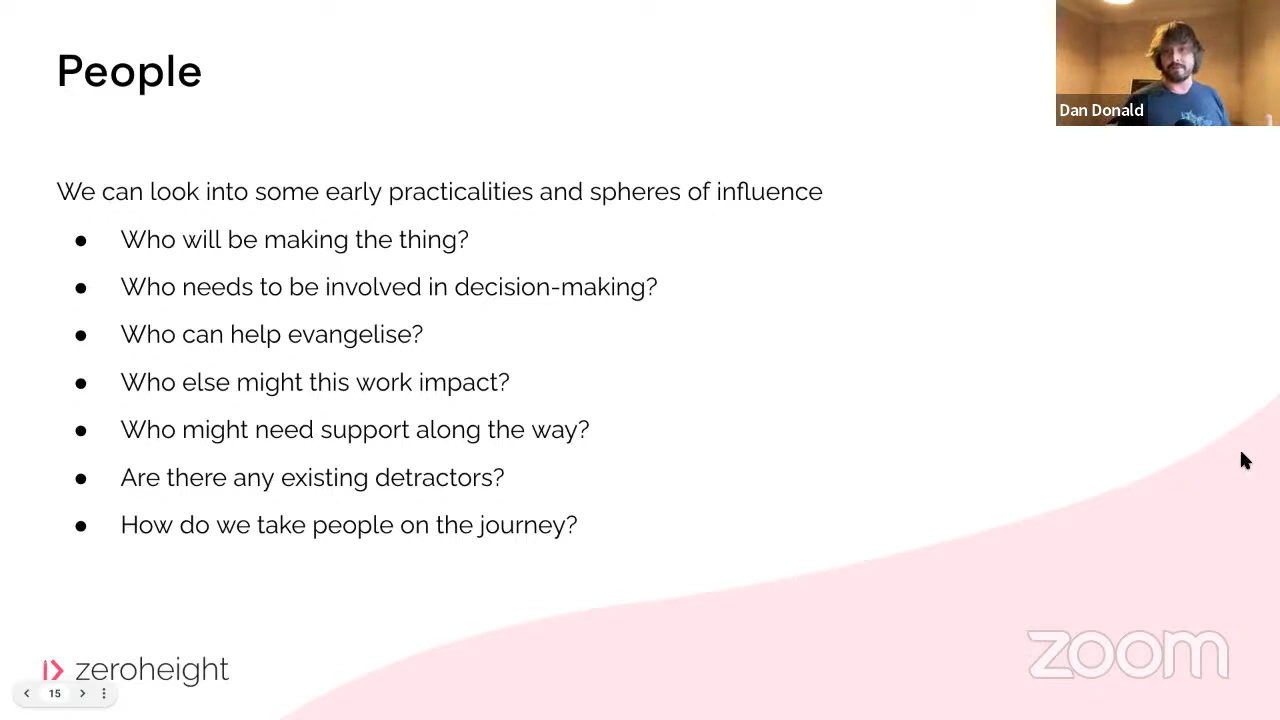 People
Dan Donald
We can look into some early practicalities and spheres of influence
● Who will be making the thing?
● Who needs to be involved in decision-making?
● Who can help evangelise?
● Who else might this work impact?
● Who might need support along the way?
● Are there any existing detractors?
● How do we take people on the journey?
zeroheight
zoom
15